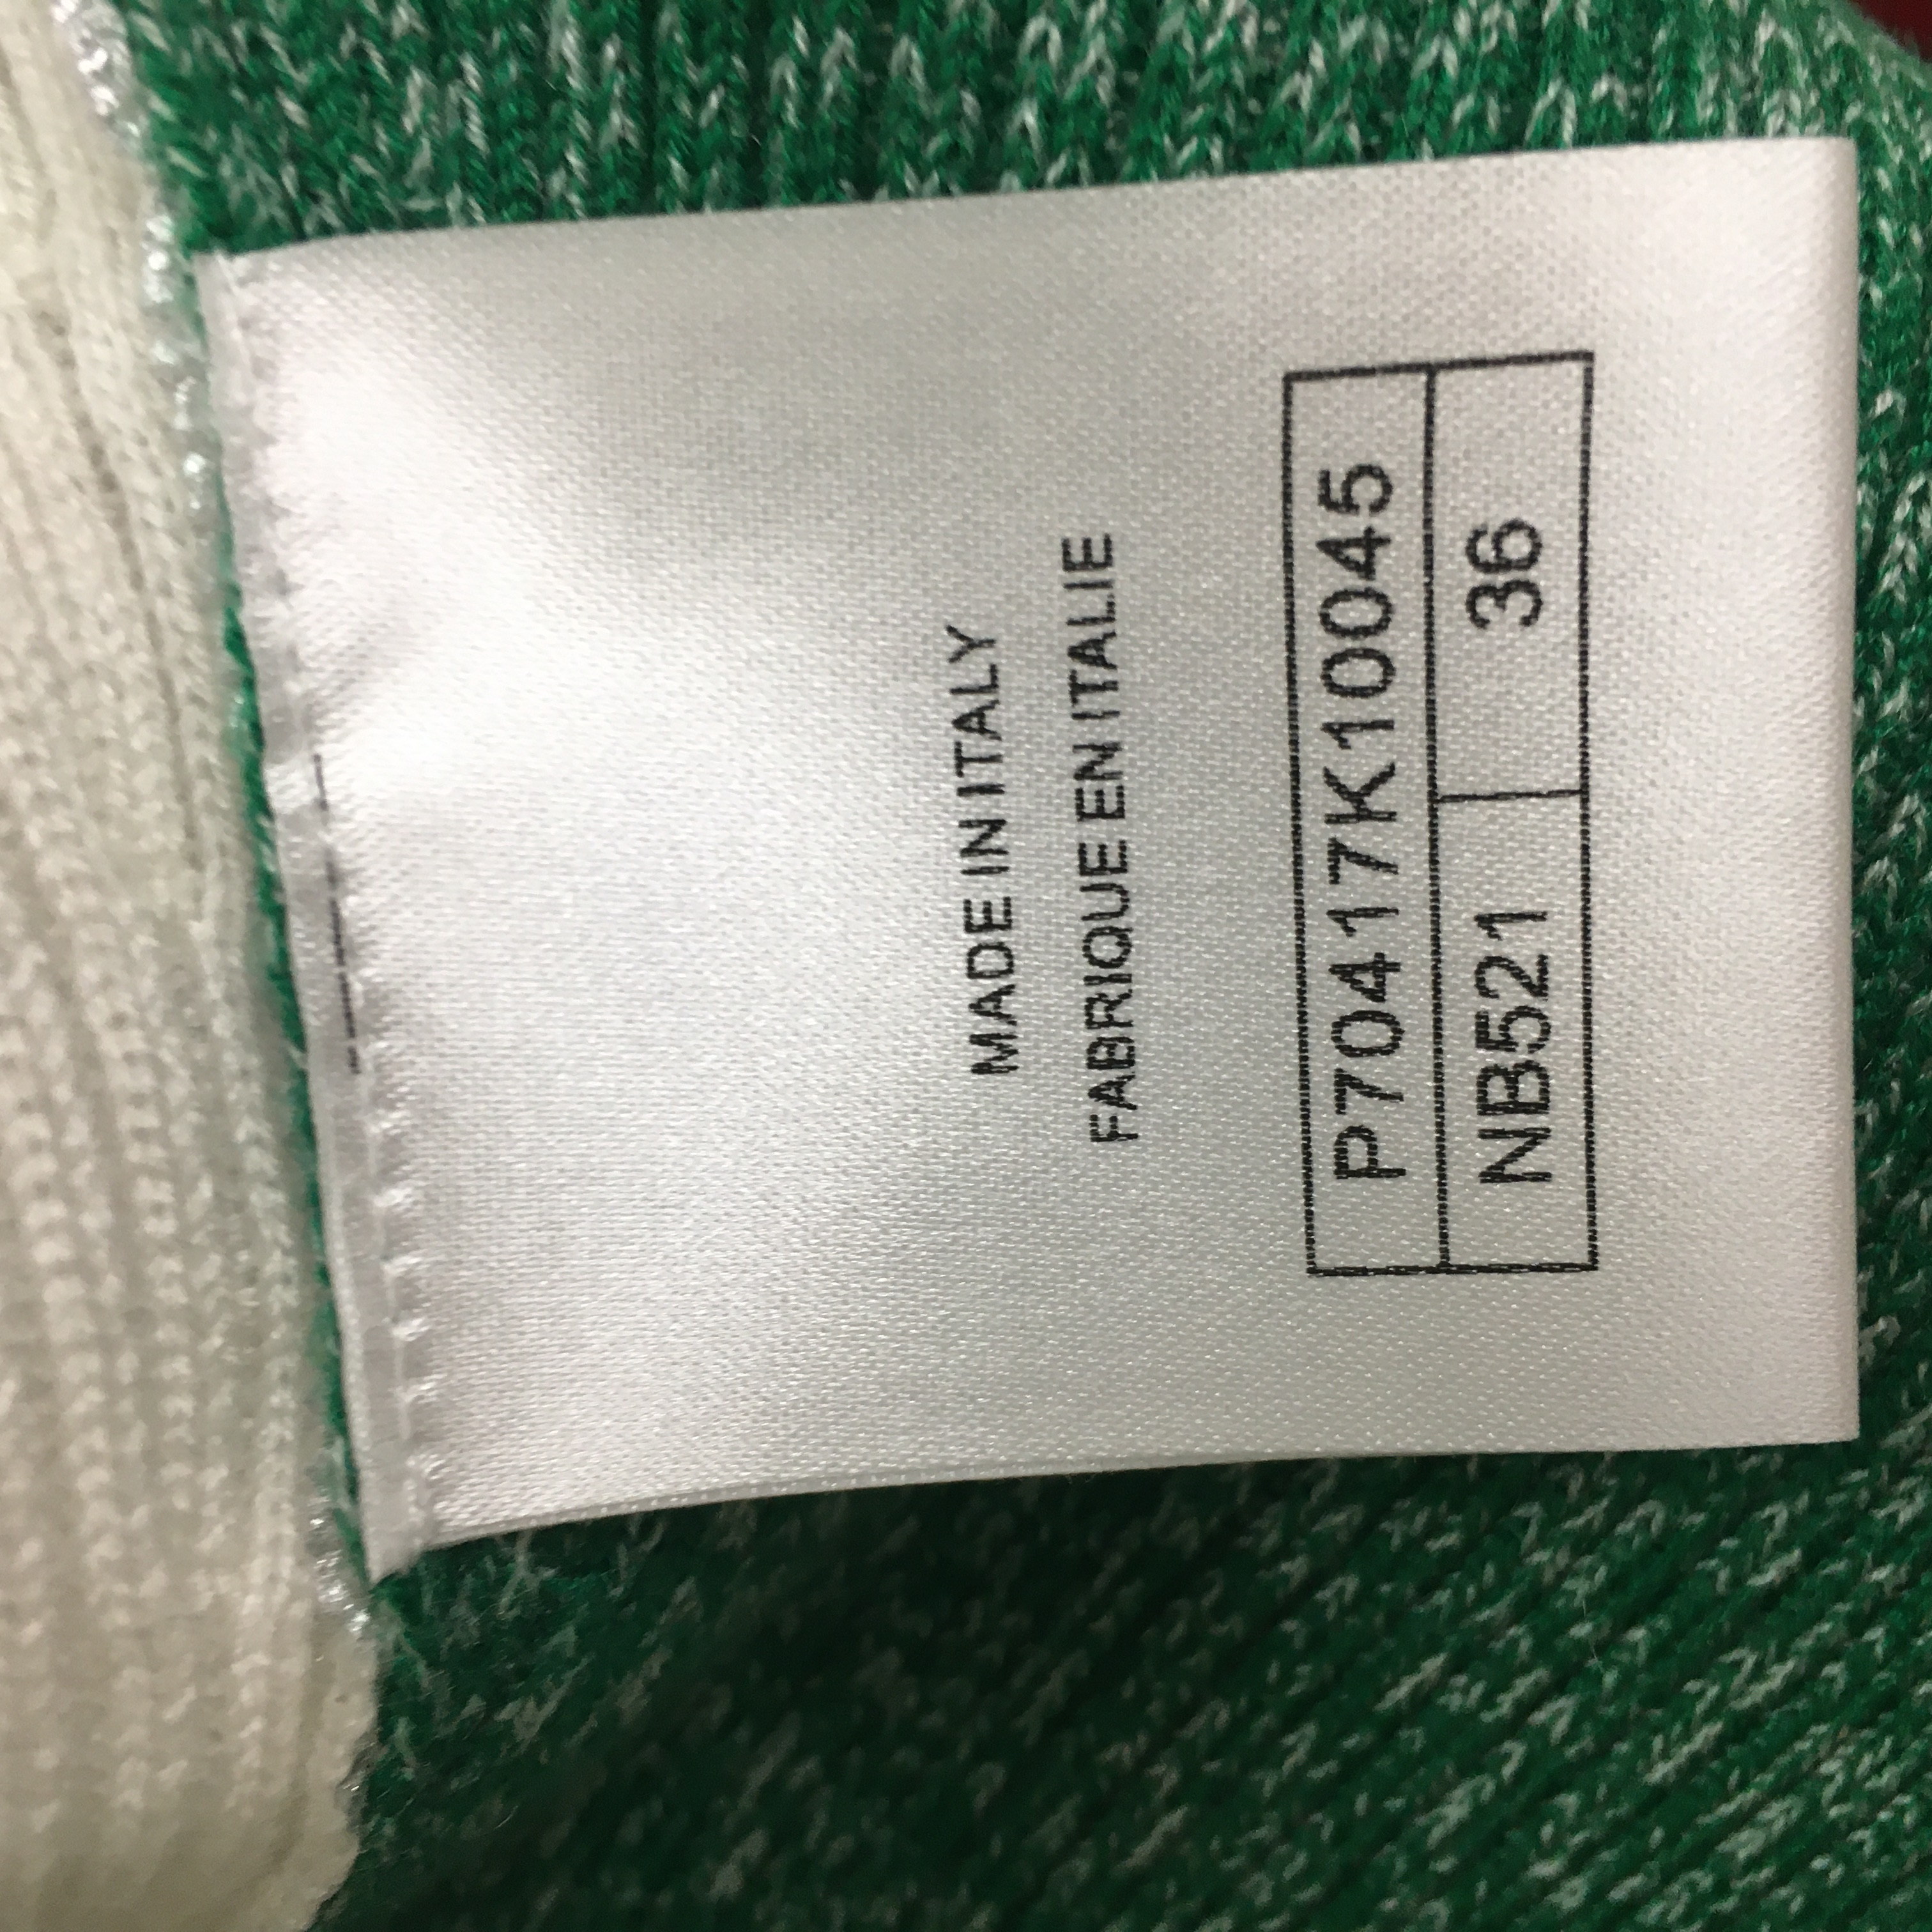 MADE IN ITALY
FABRIQUE EN ITALIE
P70417K10045
NB521 36